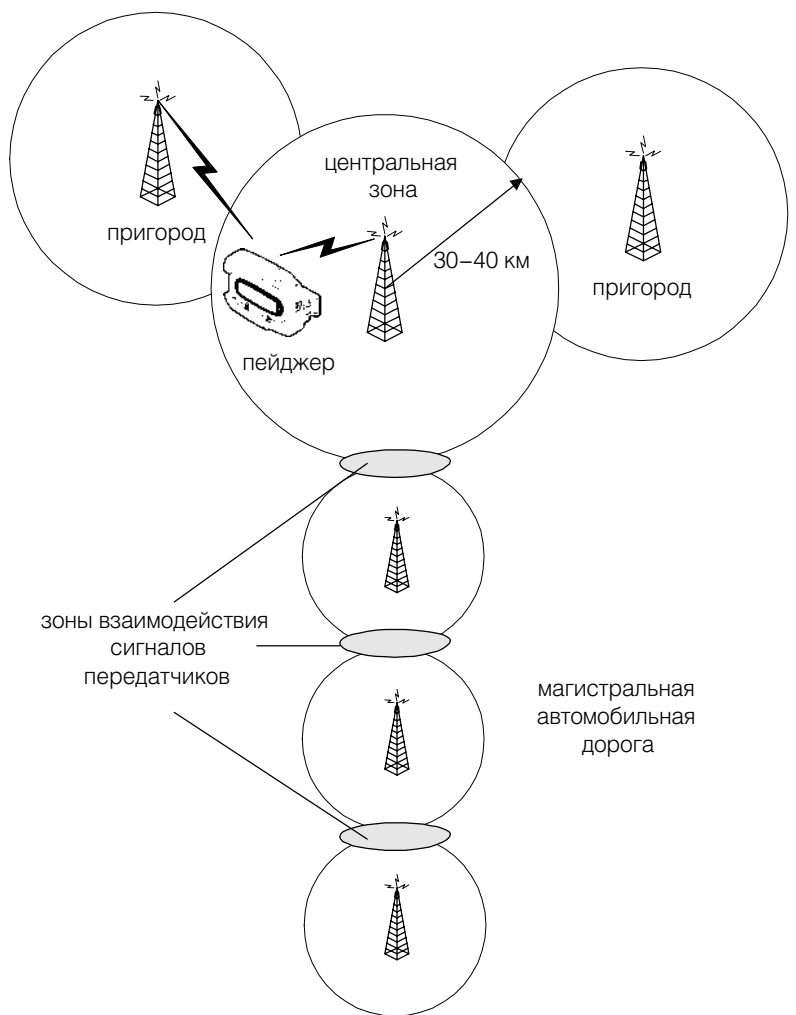 центральная
зона
пригород
30–40 км
пригород
пейджер
зоны взаимодействия
сигналов
передатчиков
магистральная
автомобильная
дорога